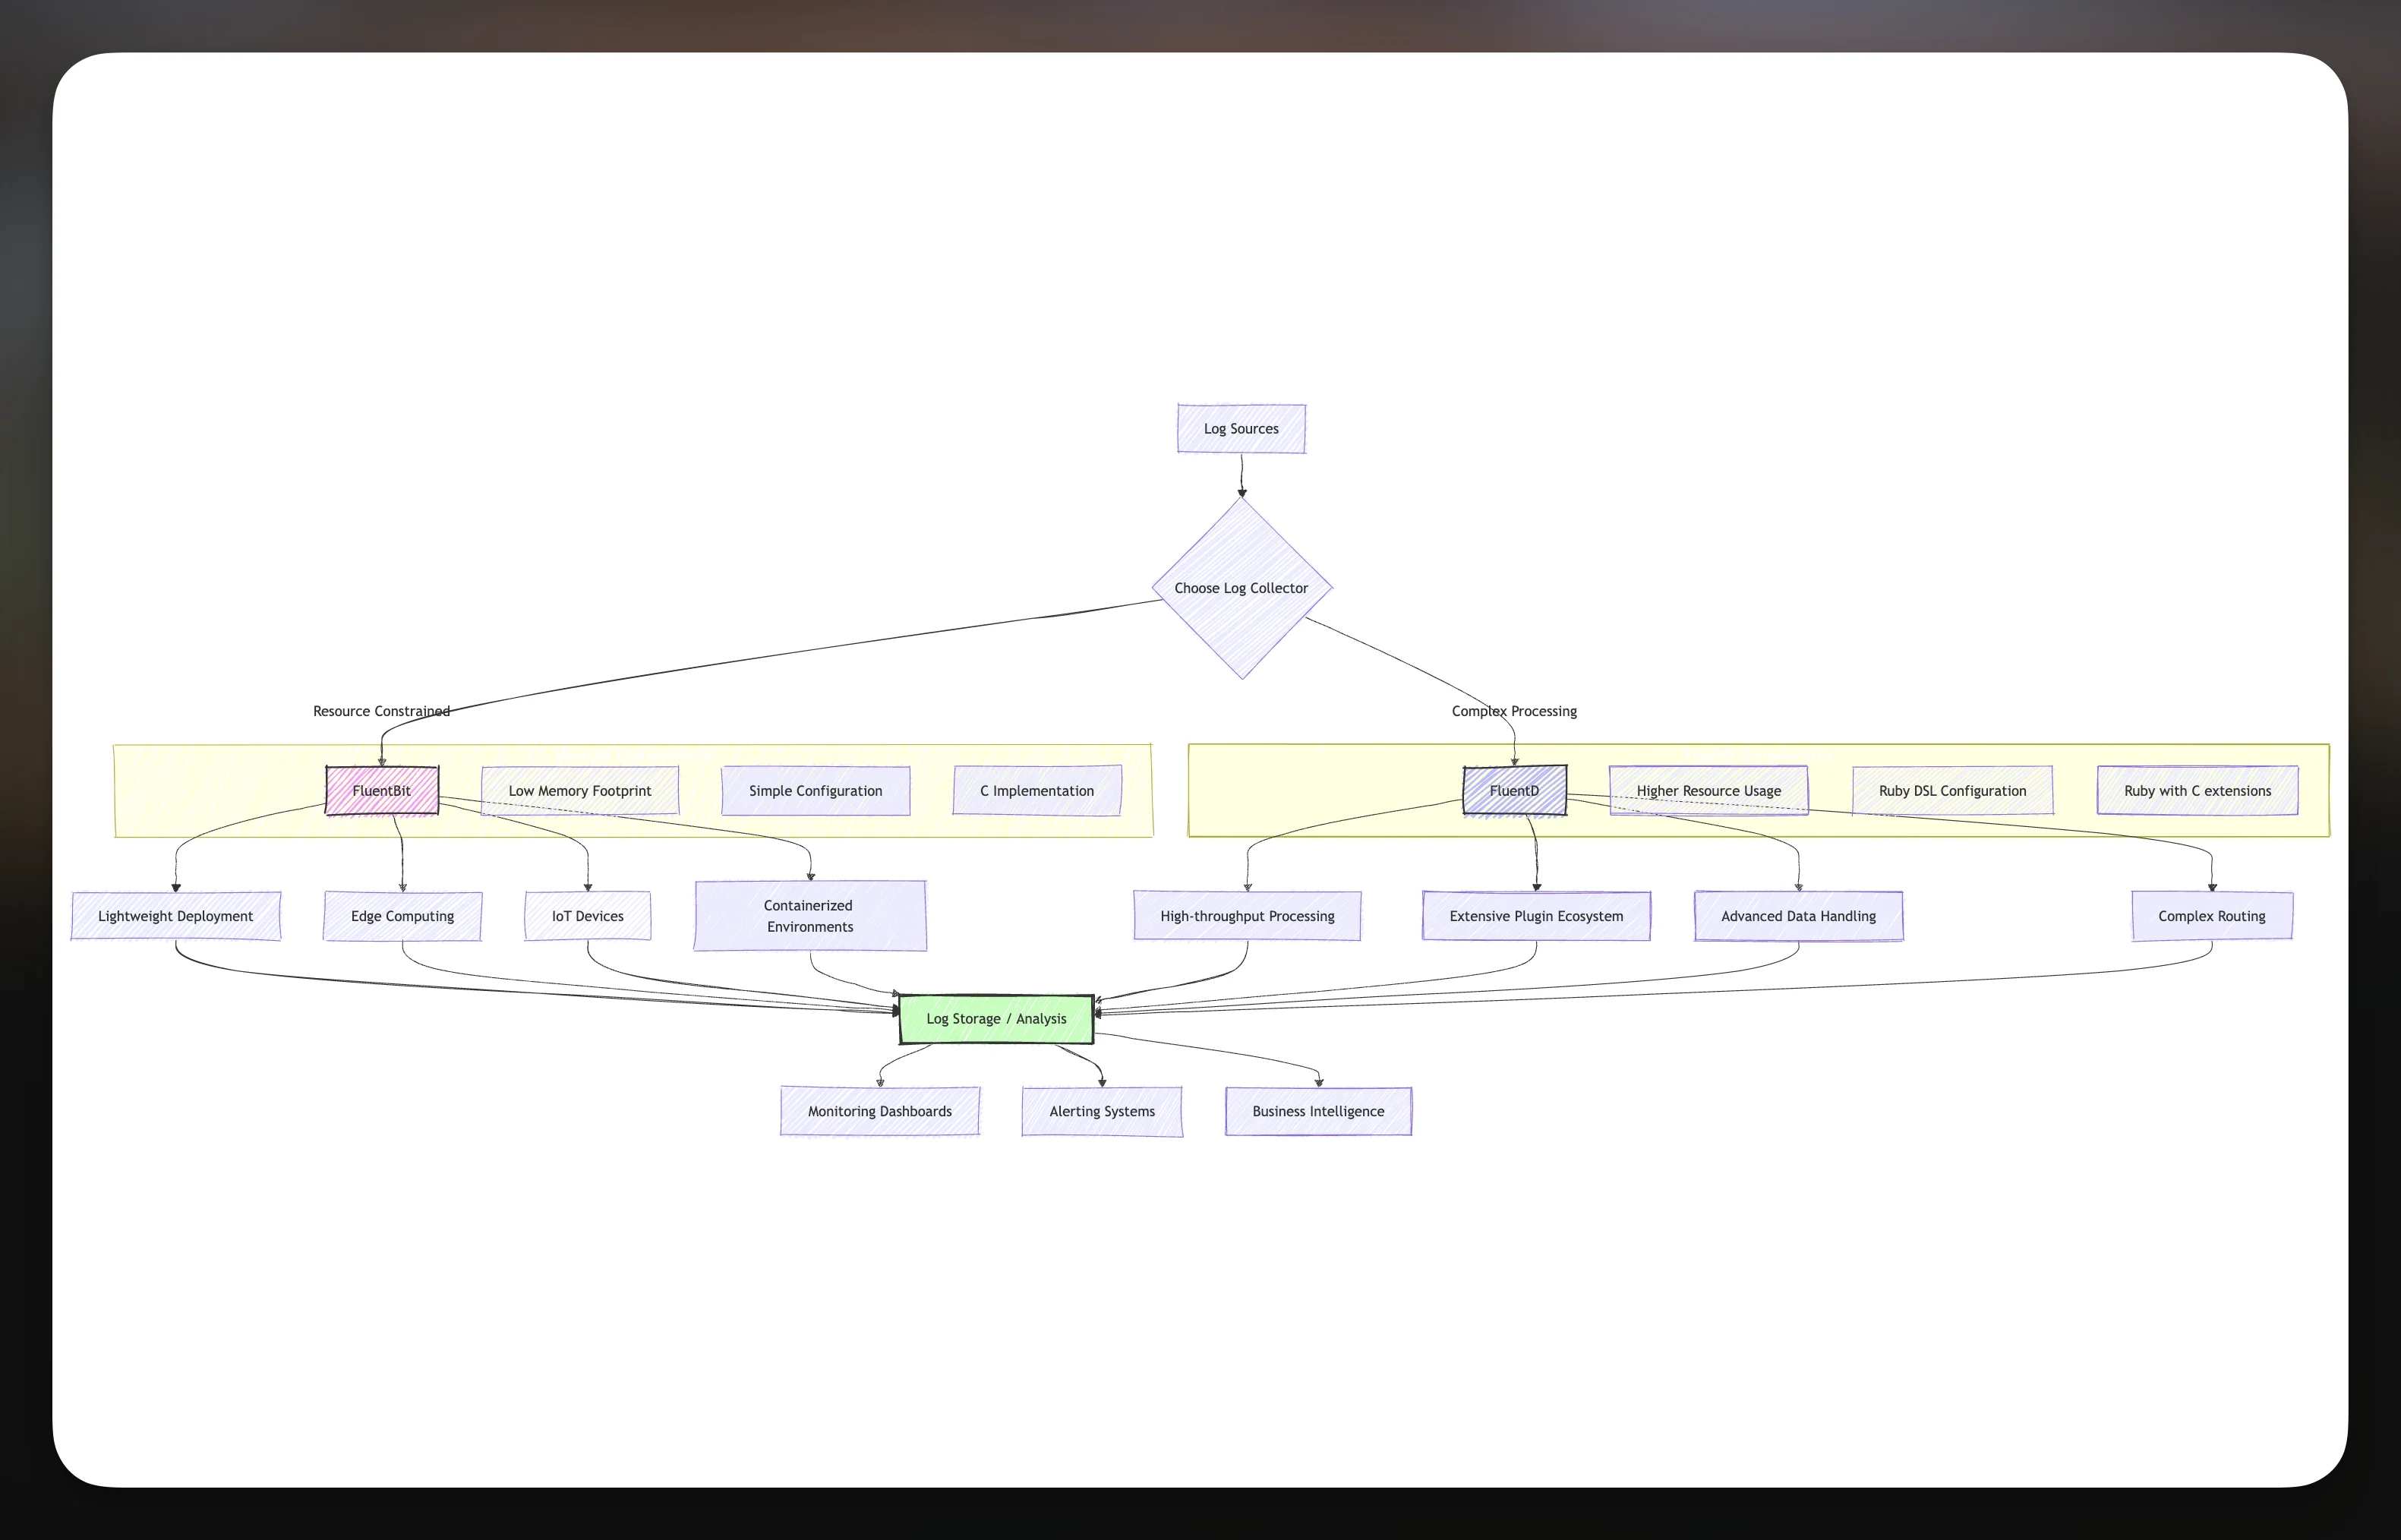 Log Sources
Choose Log Collector
Resource Constrained
Complex Processing
FluentBit
Low Memory Footprint
Simple Configuration
C Implementation
FluentD
Higher Resource Usage
Ruby DSL Configuration
Ruby with C extensions
Lightweight Deployment
Edge Computing
IoT Devices
Containerized
Environments
High-throughput Processing
Extensive Plugin Ecosystem
Advanced Data Handling
Complex Routing
Log Storage / Analysis
Monitoring Dashboards
Alerting Systems
Business Intelligence